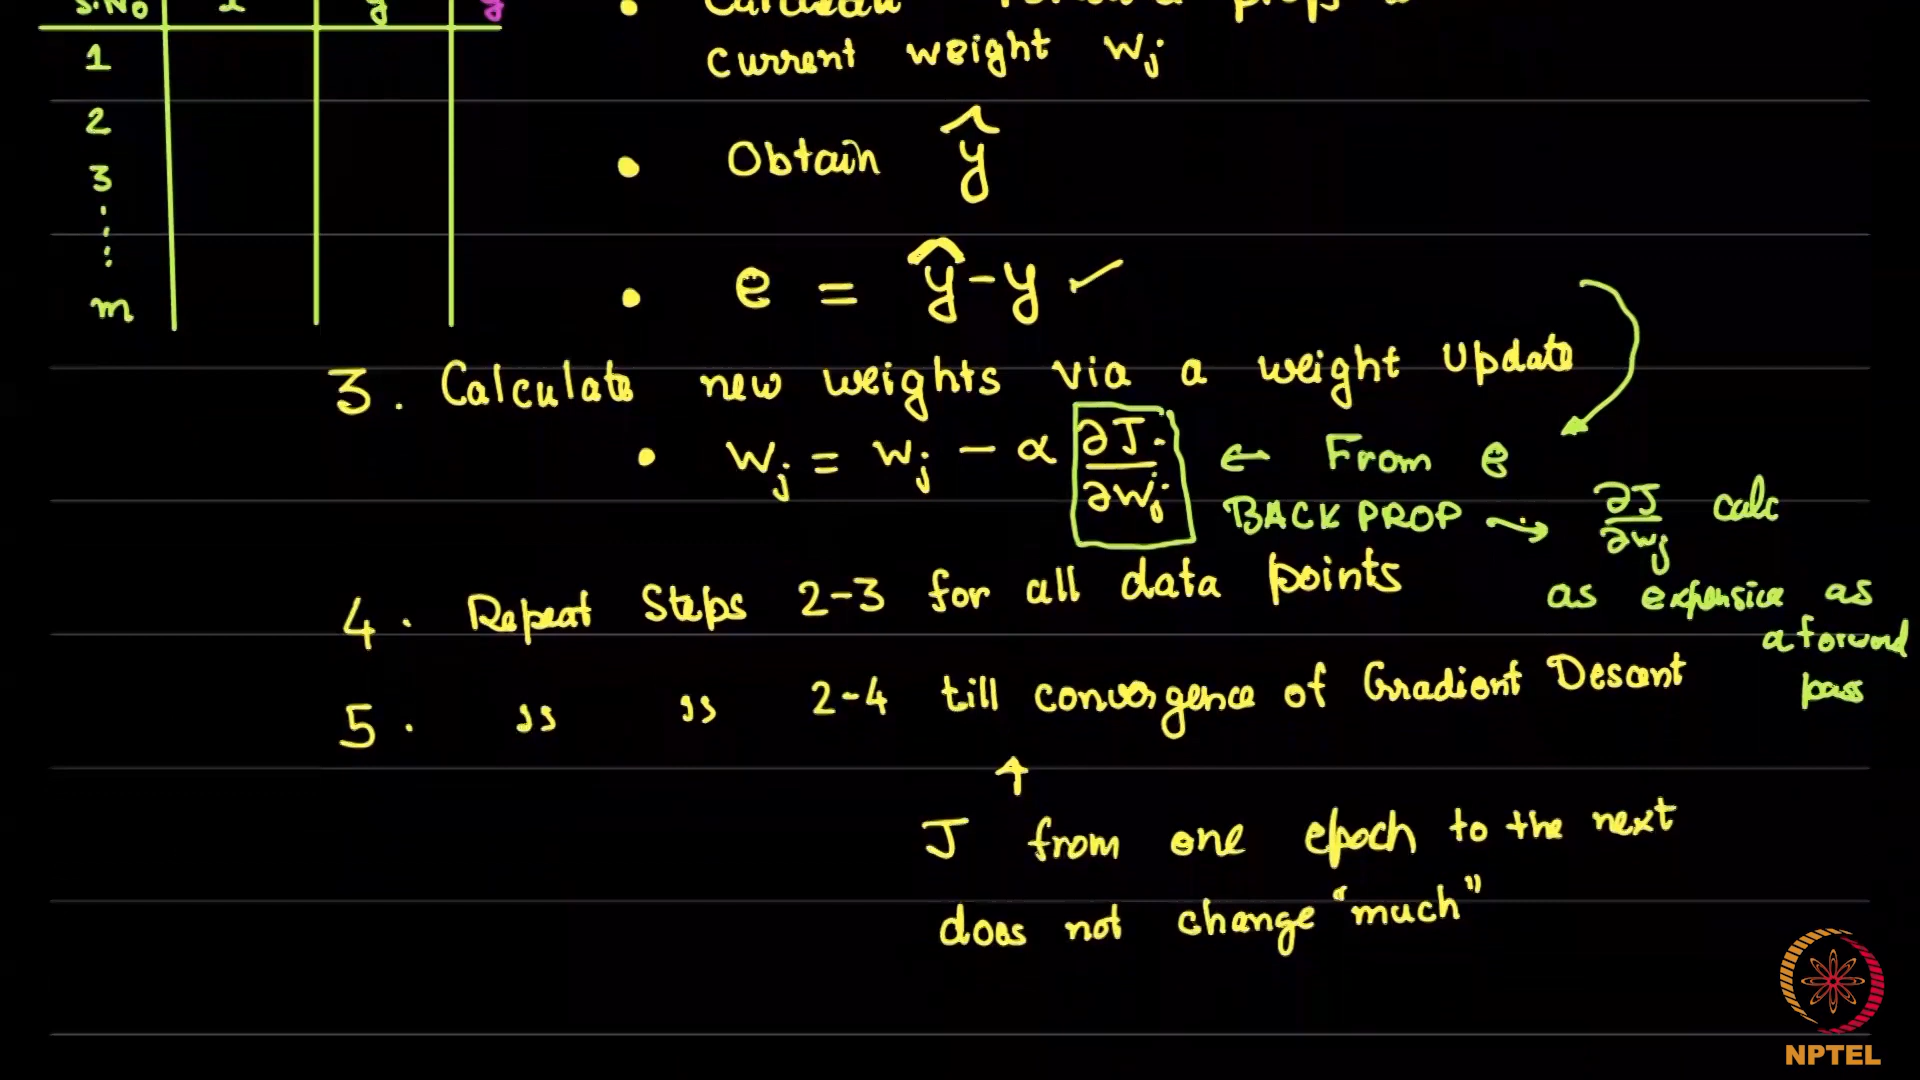 S.No x y
1
2
3
m
current weight Wj
• Obtain ŷ
• e = ŷ - y ✓
3. Calculate new weights via a weight Update
• Wj = Wj - α ∂J/∂Wj ← From e
BACK PROP → ∂J/∂wj calc
as expensive as
a forward
pass
4. Repeat Steps 2-3 for all data points
5. " " 2-4 till convergence of Gradient Descent
↑
J from one epoch to the next
does not change "much"
NPTEL